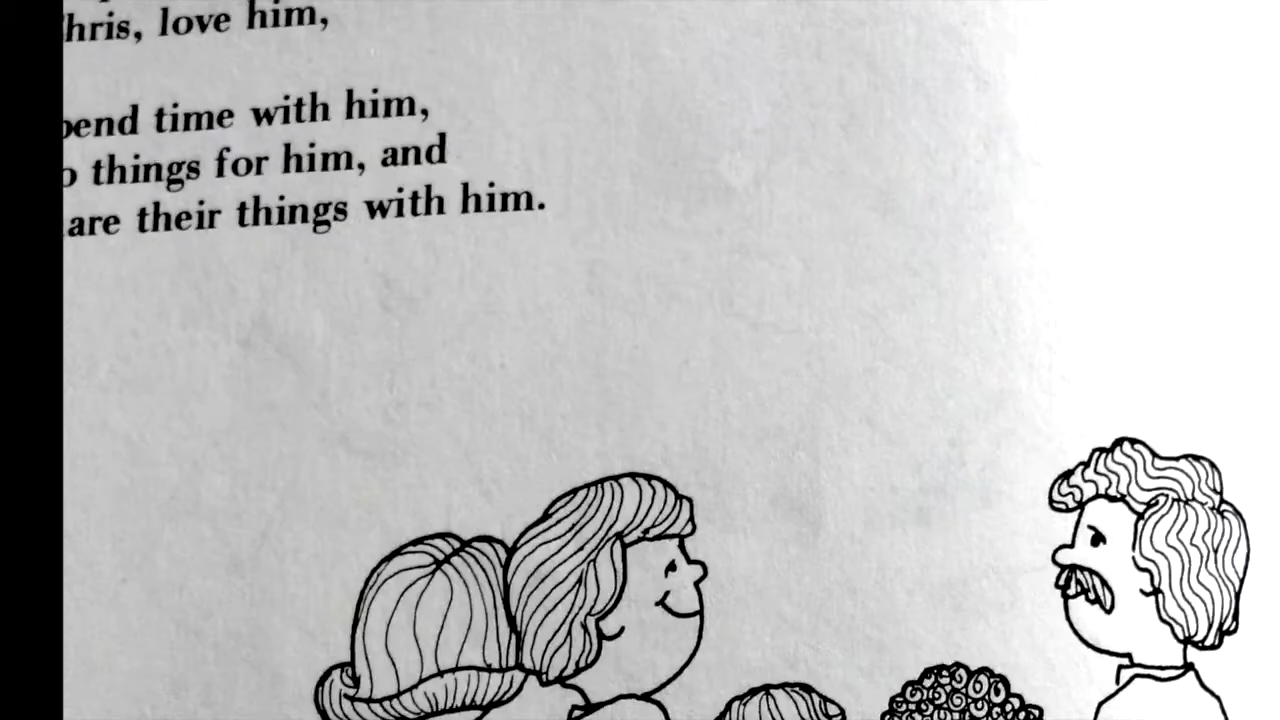 hris, love him,
pend time with him,
o things for him, and
are their things with him.